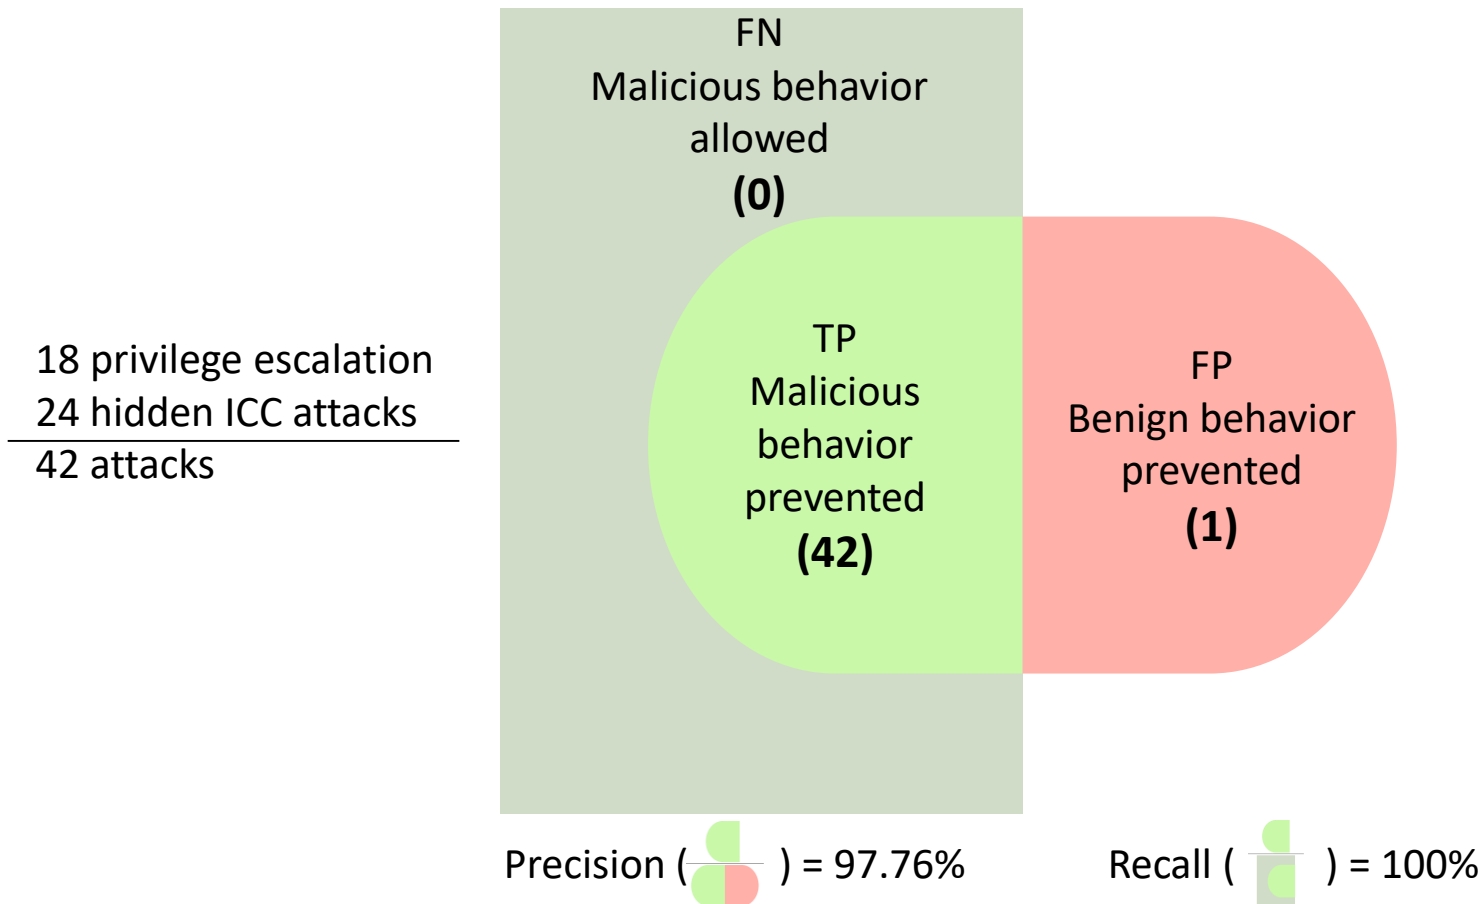 FN
Malicious behavior
allowed
(0)
18 privilege escalation
24 hidden ICC attacks
42 attacks
TP
Malicious
behavior
prevented
(42)
FP
Benign behavior
prevented
(1)
Precision ( ) = 97.76%
Recall ( ) = 100%